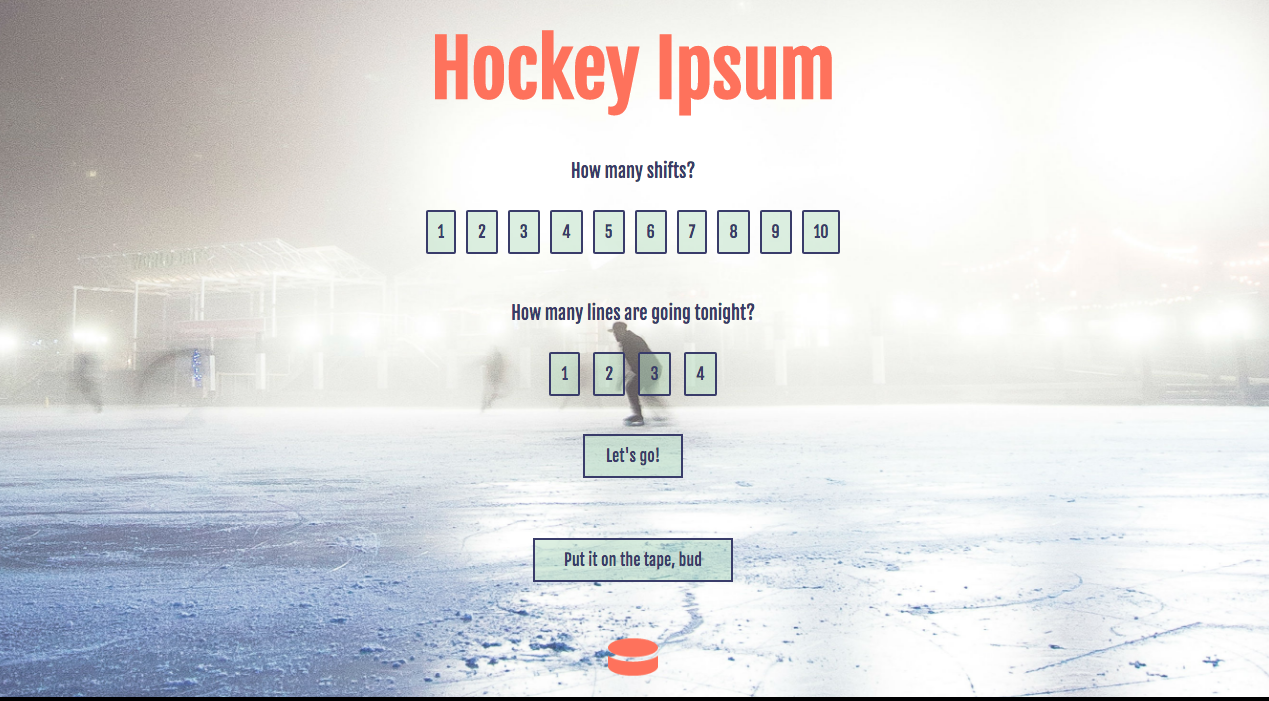 Hockey Ipsum
How many shifts?
1 2 3 4 5 6 7 8 9 10
How many lines are going tonight?
1 2 3 4
Let's go!
Put it on the tape, bud